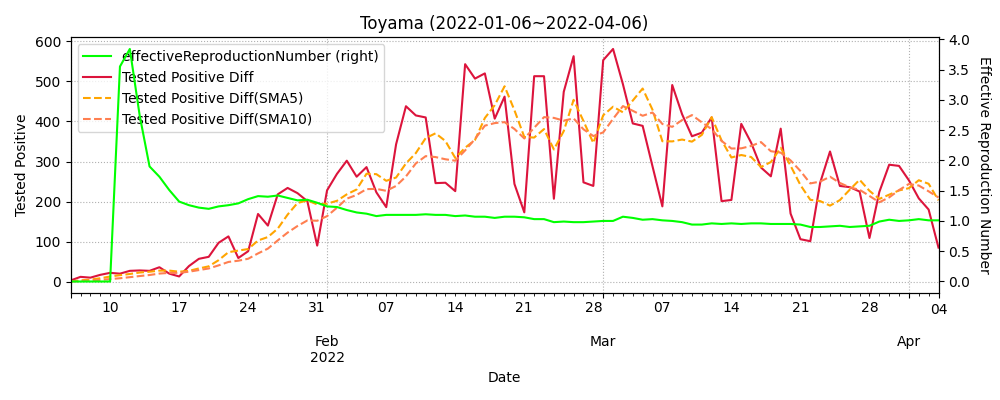 Toyama (2022-01-06~2022-04-06)
effectiveReproductionNumber (right)
Tested Positive Diff
Tested Positive Diff(SMA5)
Tested Positive Diff(SMA10)
Tested Positive
600
500
400
300
200
100
0
4.0
3.5
3.0
2.5
2.0
1.5
1.0
0.5
0.0
Effective Reproduction Number
10 17 24 31 07 14 21 28 07 14 21 28 04
Feb Mar Apr
2022
Date